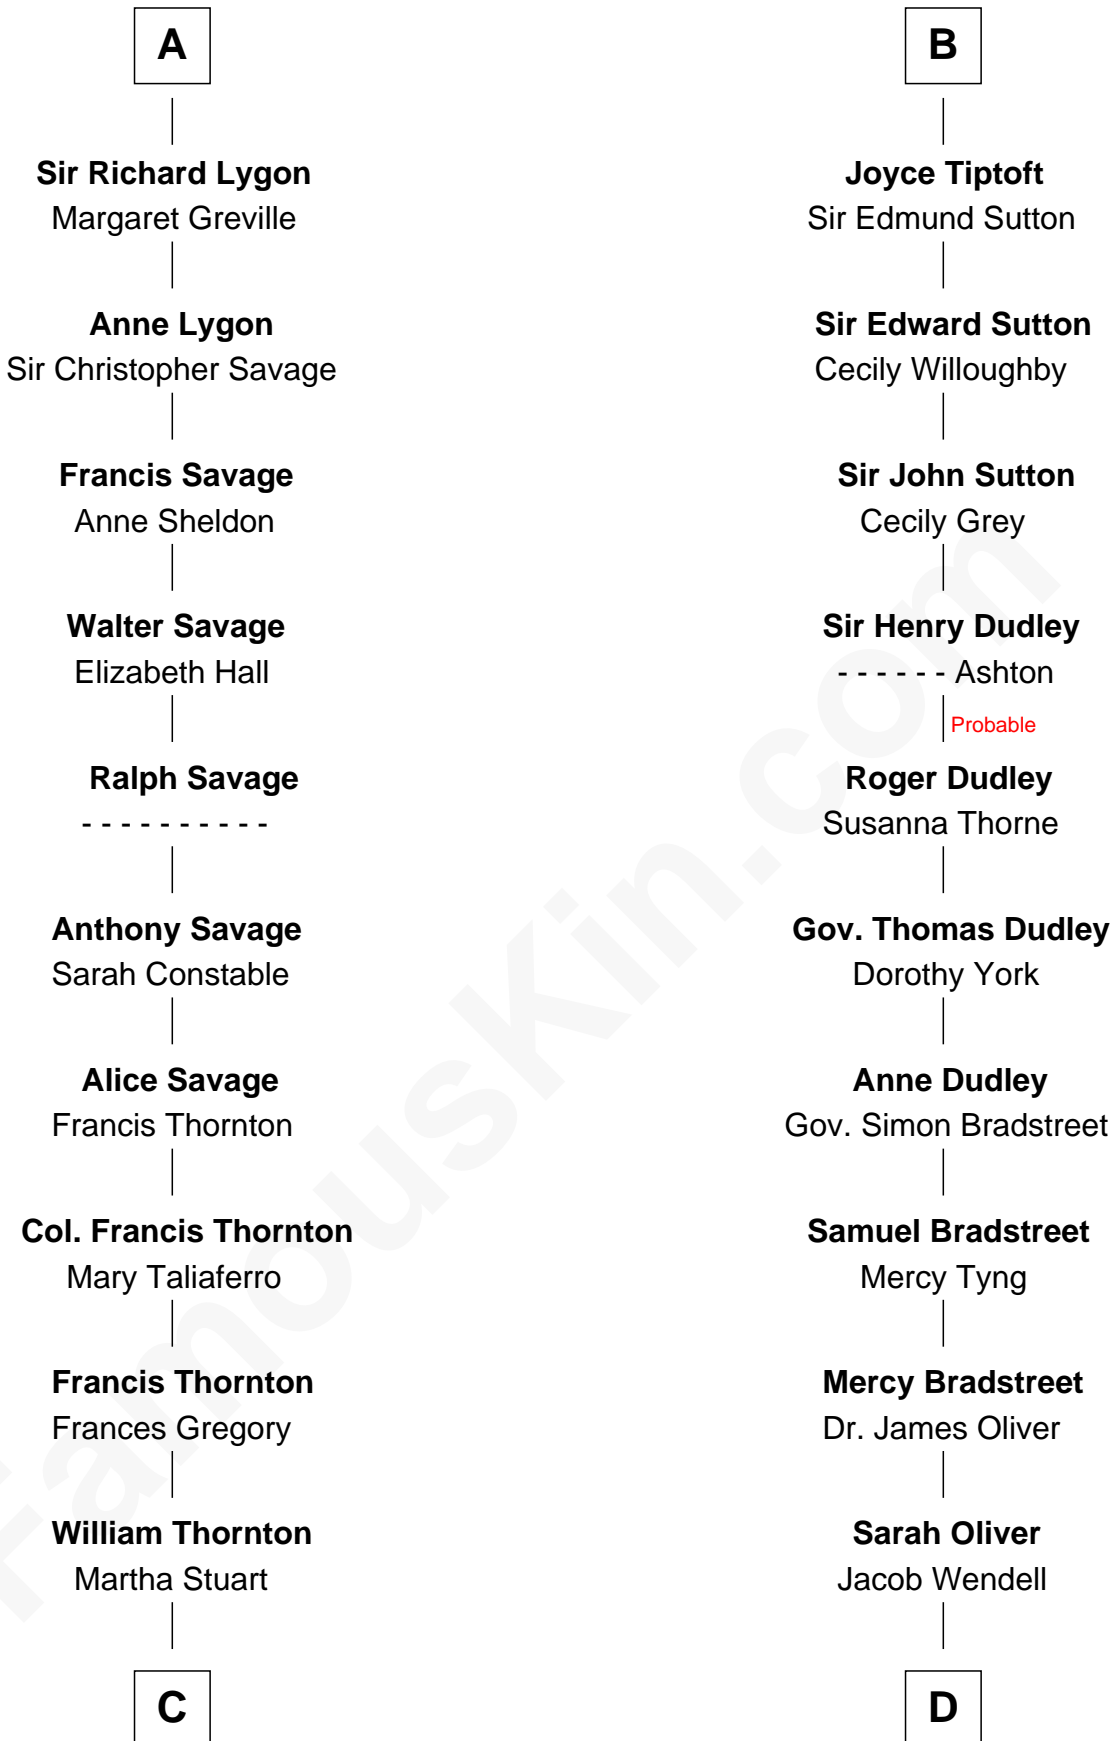 A
Sir Richard Lygon
Margaret Greville
Anne Lygon
Sir Christopher Savage
Francis Savage
Anne Sheldon
Walter Savage
Elizabeth Hall
Ralph Savage
- - - - - - - - - -
Anthony Savage
Sarah Constable
Alice Savage
Francis Thornton
Col. Francis Thornton
Mary Taliaferro
Francis Thornton
Frances Gregory
William Thornton
Martha Stuart
C
B
Joyce Tiptoft
Sir Edmund Sutton
Sir Edward Sutton
Cecily Willoughby
Sir John Sutton
Cecily Grey
Sir Henry Dudley
- - - - - - Ashton
Probable
Roger Dudley
Susanna Thorne
Gov. Thomas Dudley
Dorothy York
Anne Dudley
Gov. Simon Bradstreet
Samuel Bradstreet
Mercy Tyng
Mercy Bradstreet
Dr. James Oliver
Sarah Oliver
Jacob Wendell
D
FamousKin.com